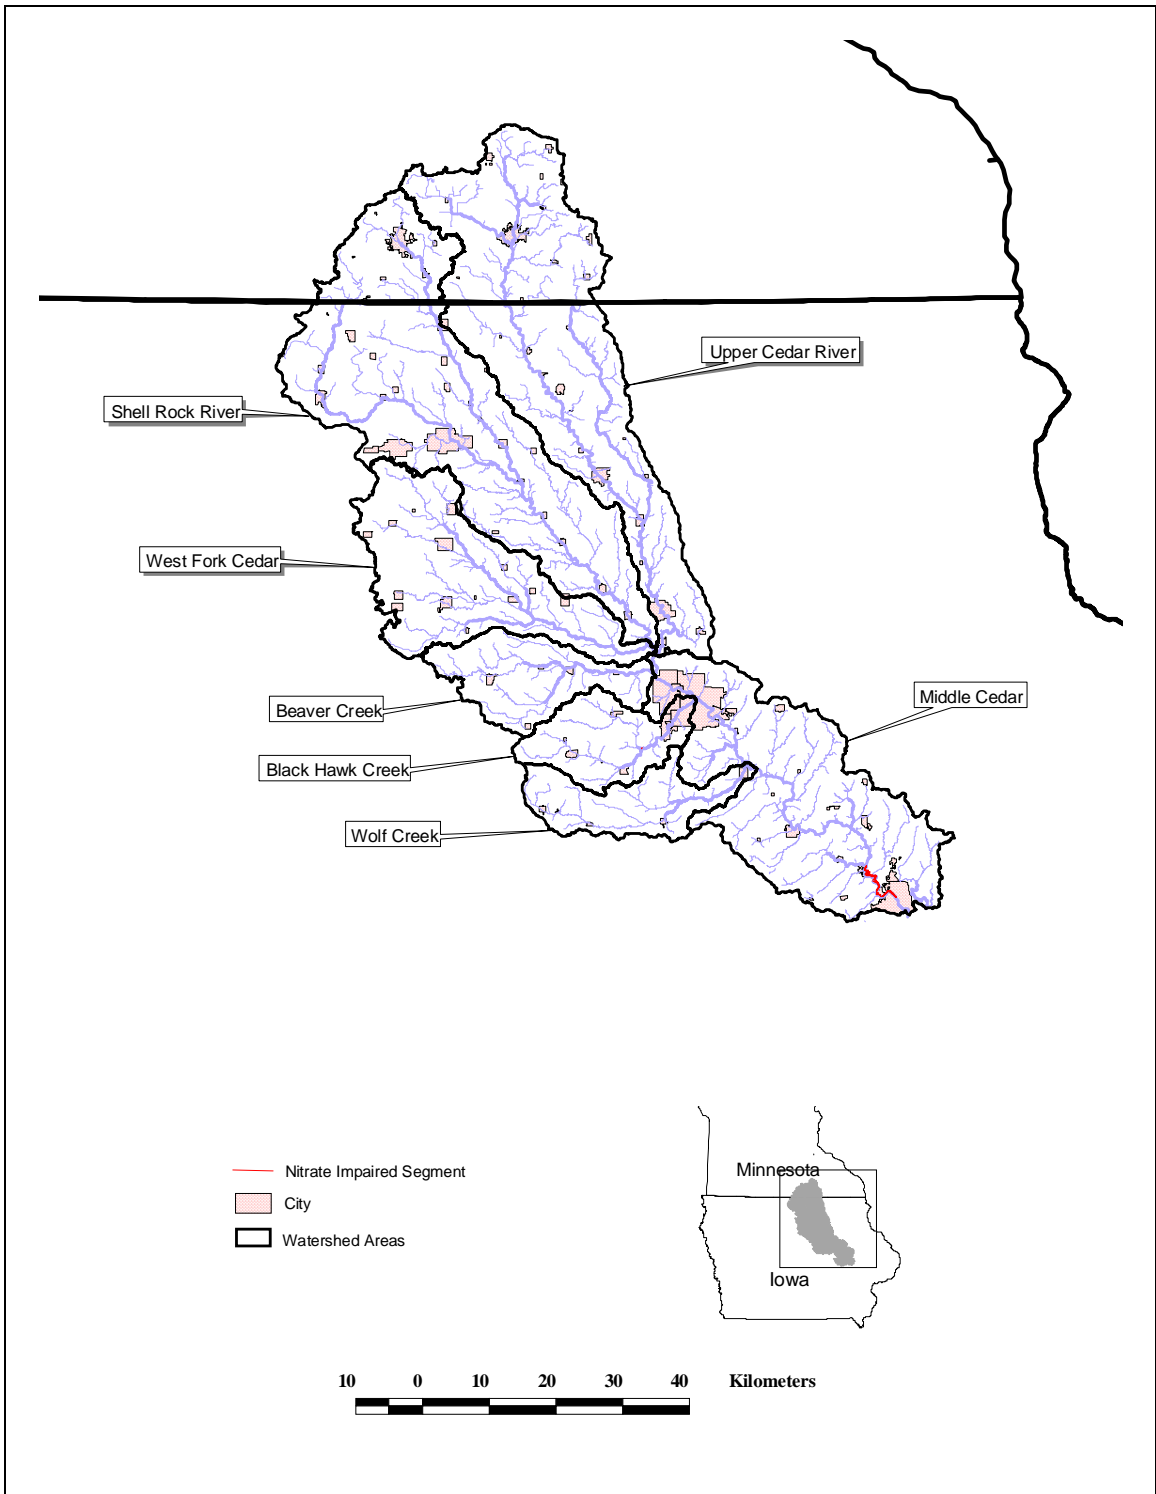 Upper Cedar River
Shell Rock River
West Fork Cedar
Beaver Creek
Middle Cedar
Black Hawk Creek
Wolf Creek
Nitrate Impaired Segment
City
Watershed Areas
Minnesota
Iowa
10 0 10 20 30 40 Kilometers